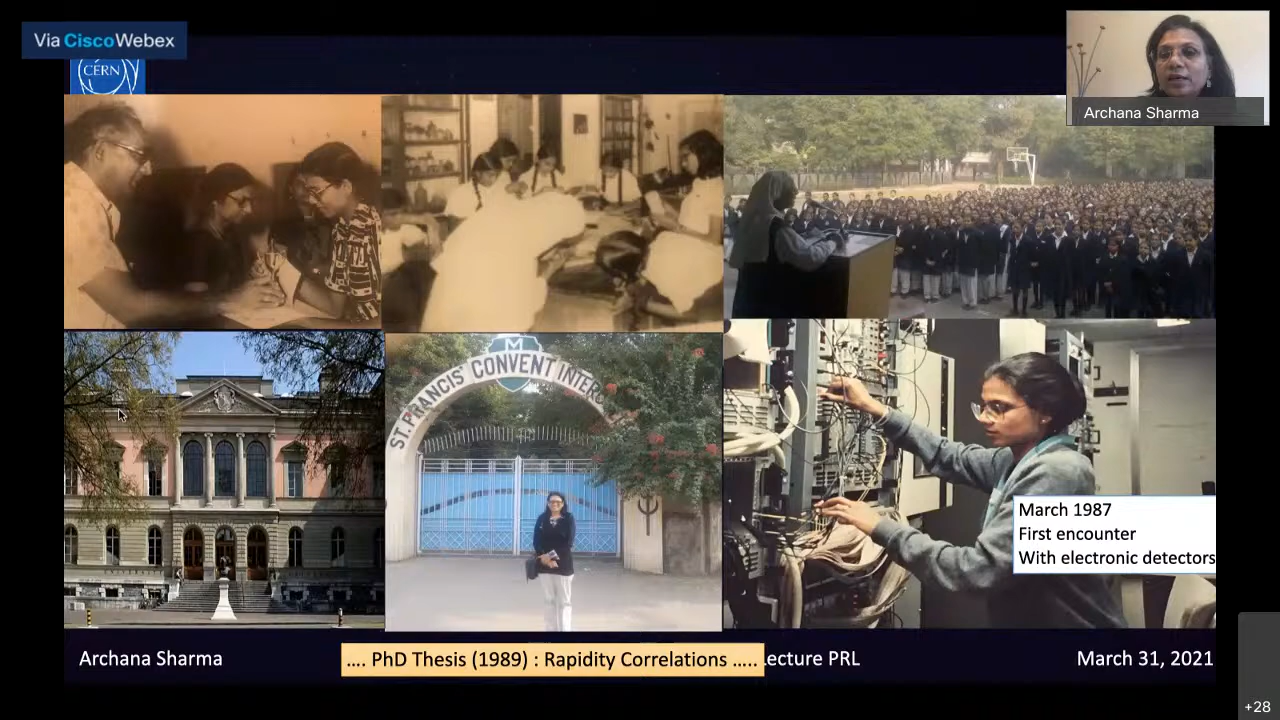 Via CiscoWebex
CERN
Archana Sharma
M
ST. FRANCIS' CONVENT INTER
March 1987
First encounter
With electronic detectors
Archana Sharma
.... PhD Thesis (1989) : Rapidity Correlations .....
Lecture PRL
March 31, 2021
+28